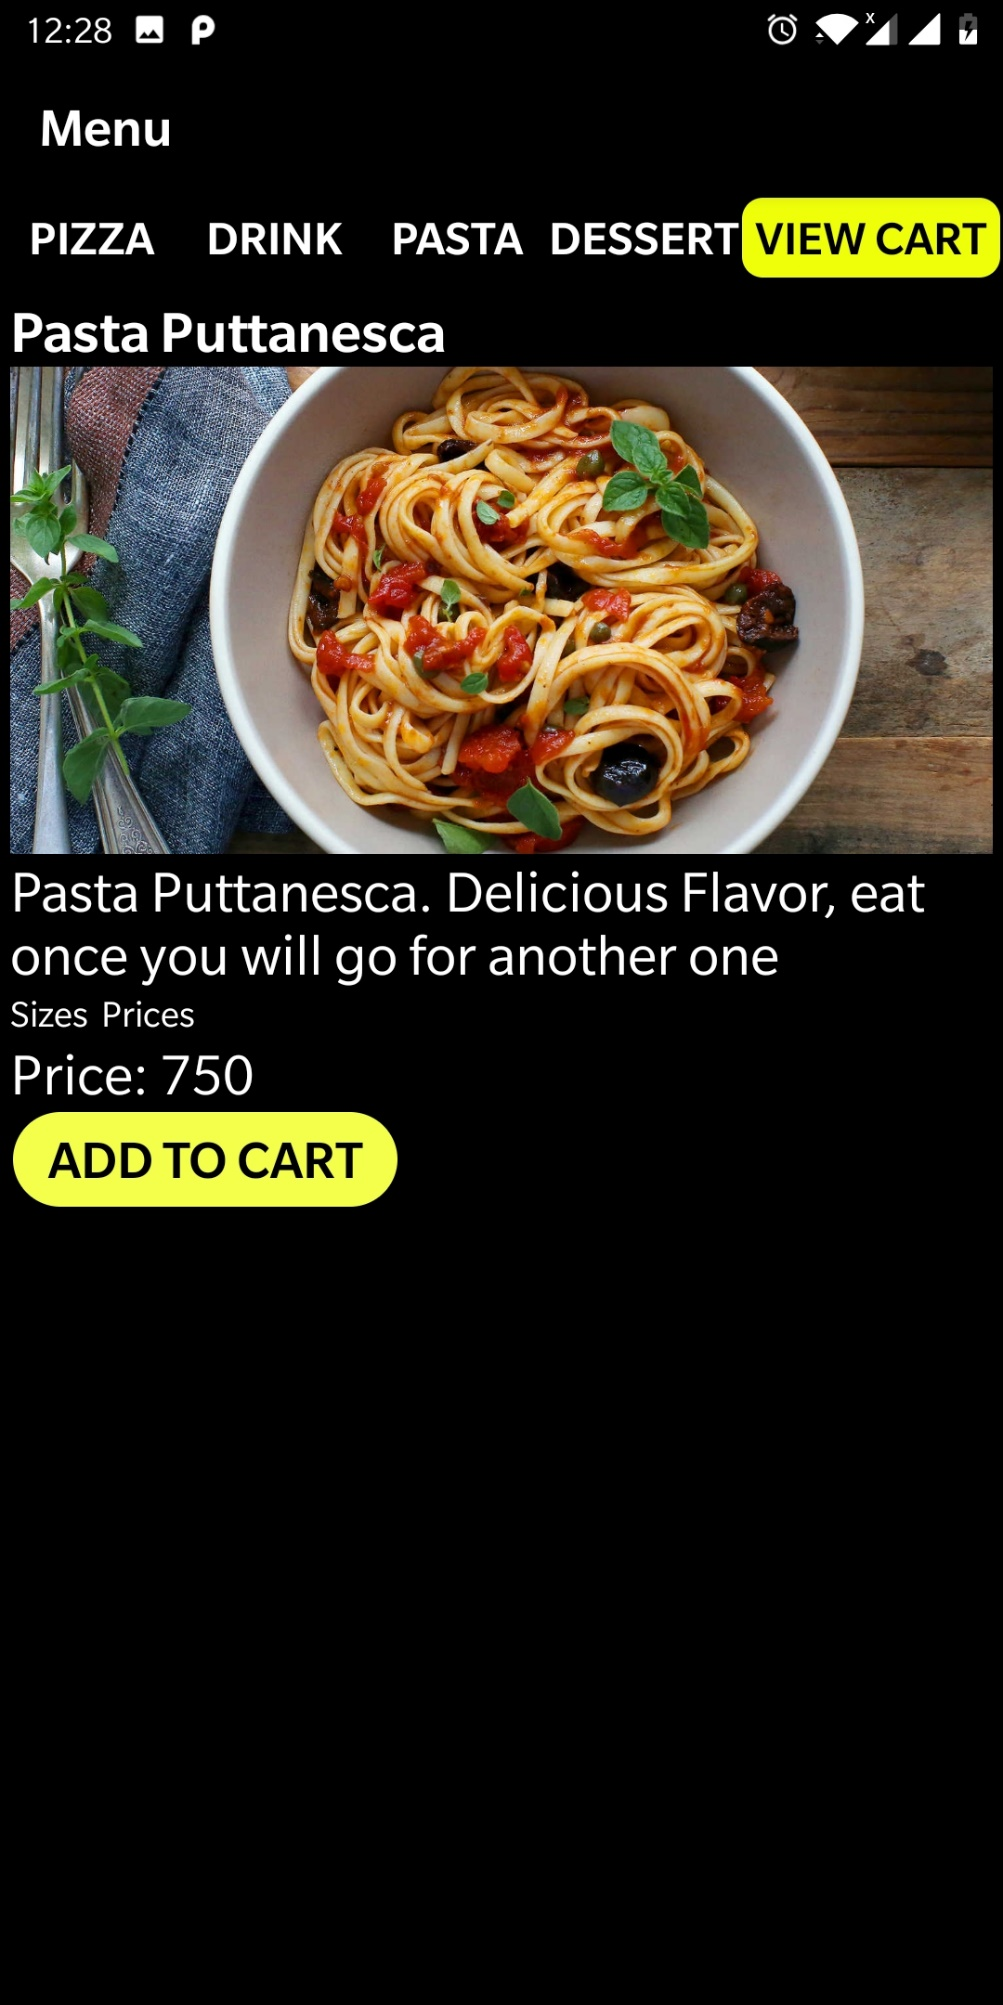 12:28
Menu
PIZZA DRINK PASTA DESSERT VIEW CART
Pasta Puttanesca
Pasta Puttanesca. Delicious Flavor, eat
once you will go for another one
Sizes Prices
Price: 750
ADD TO CART